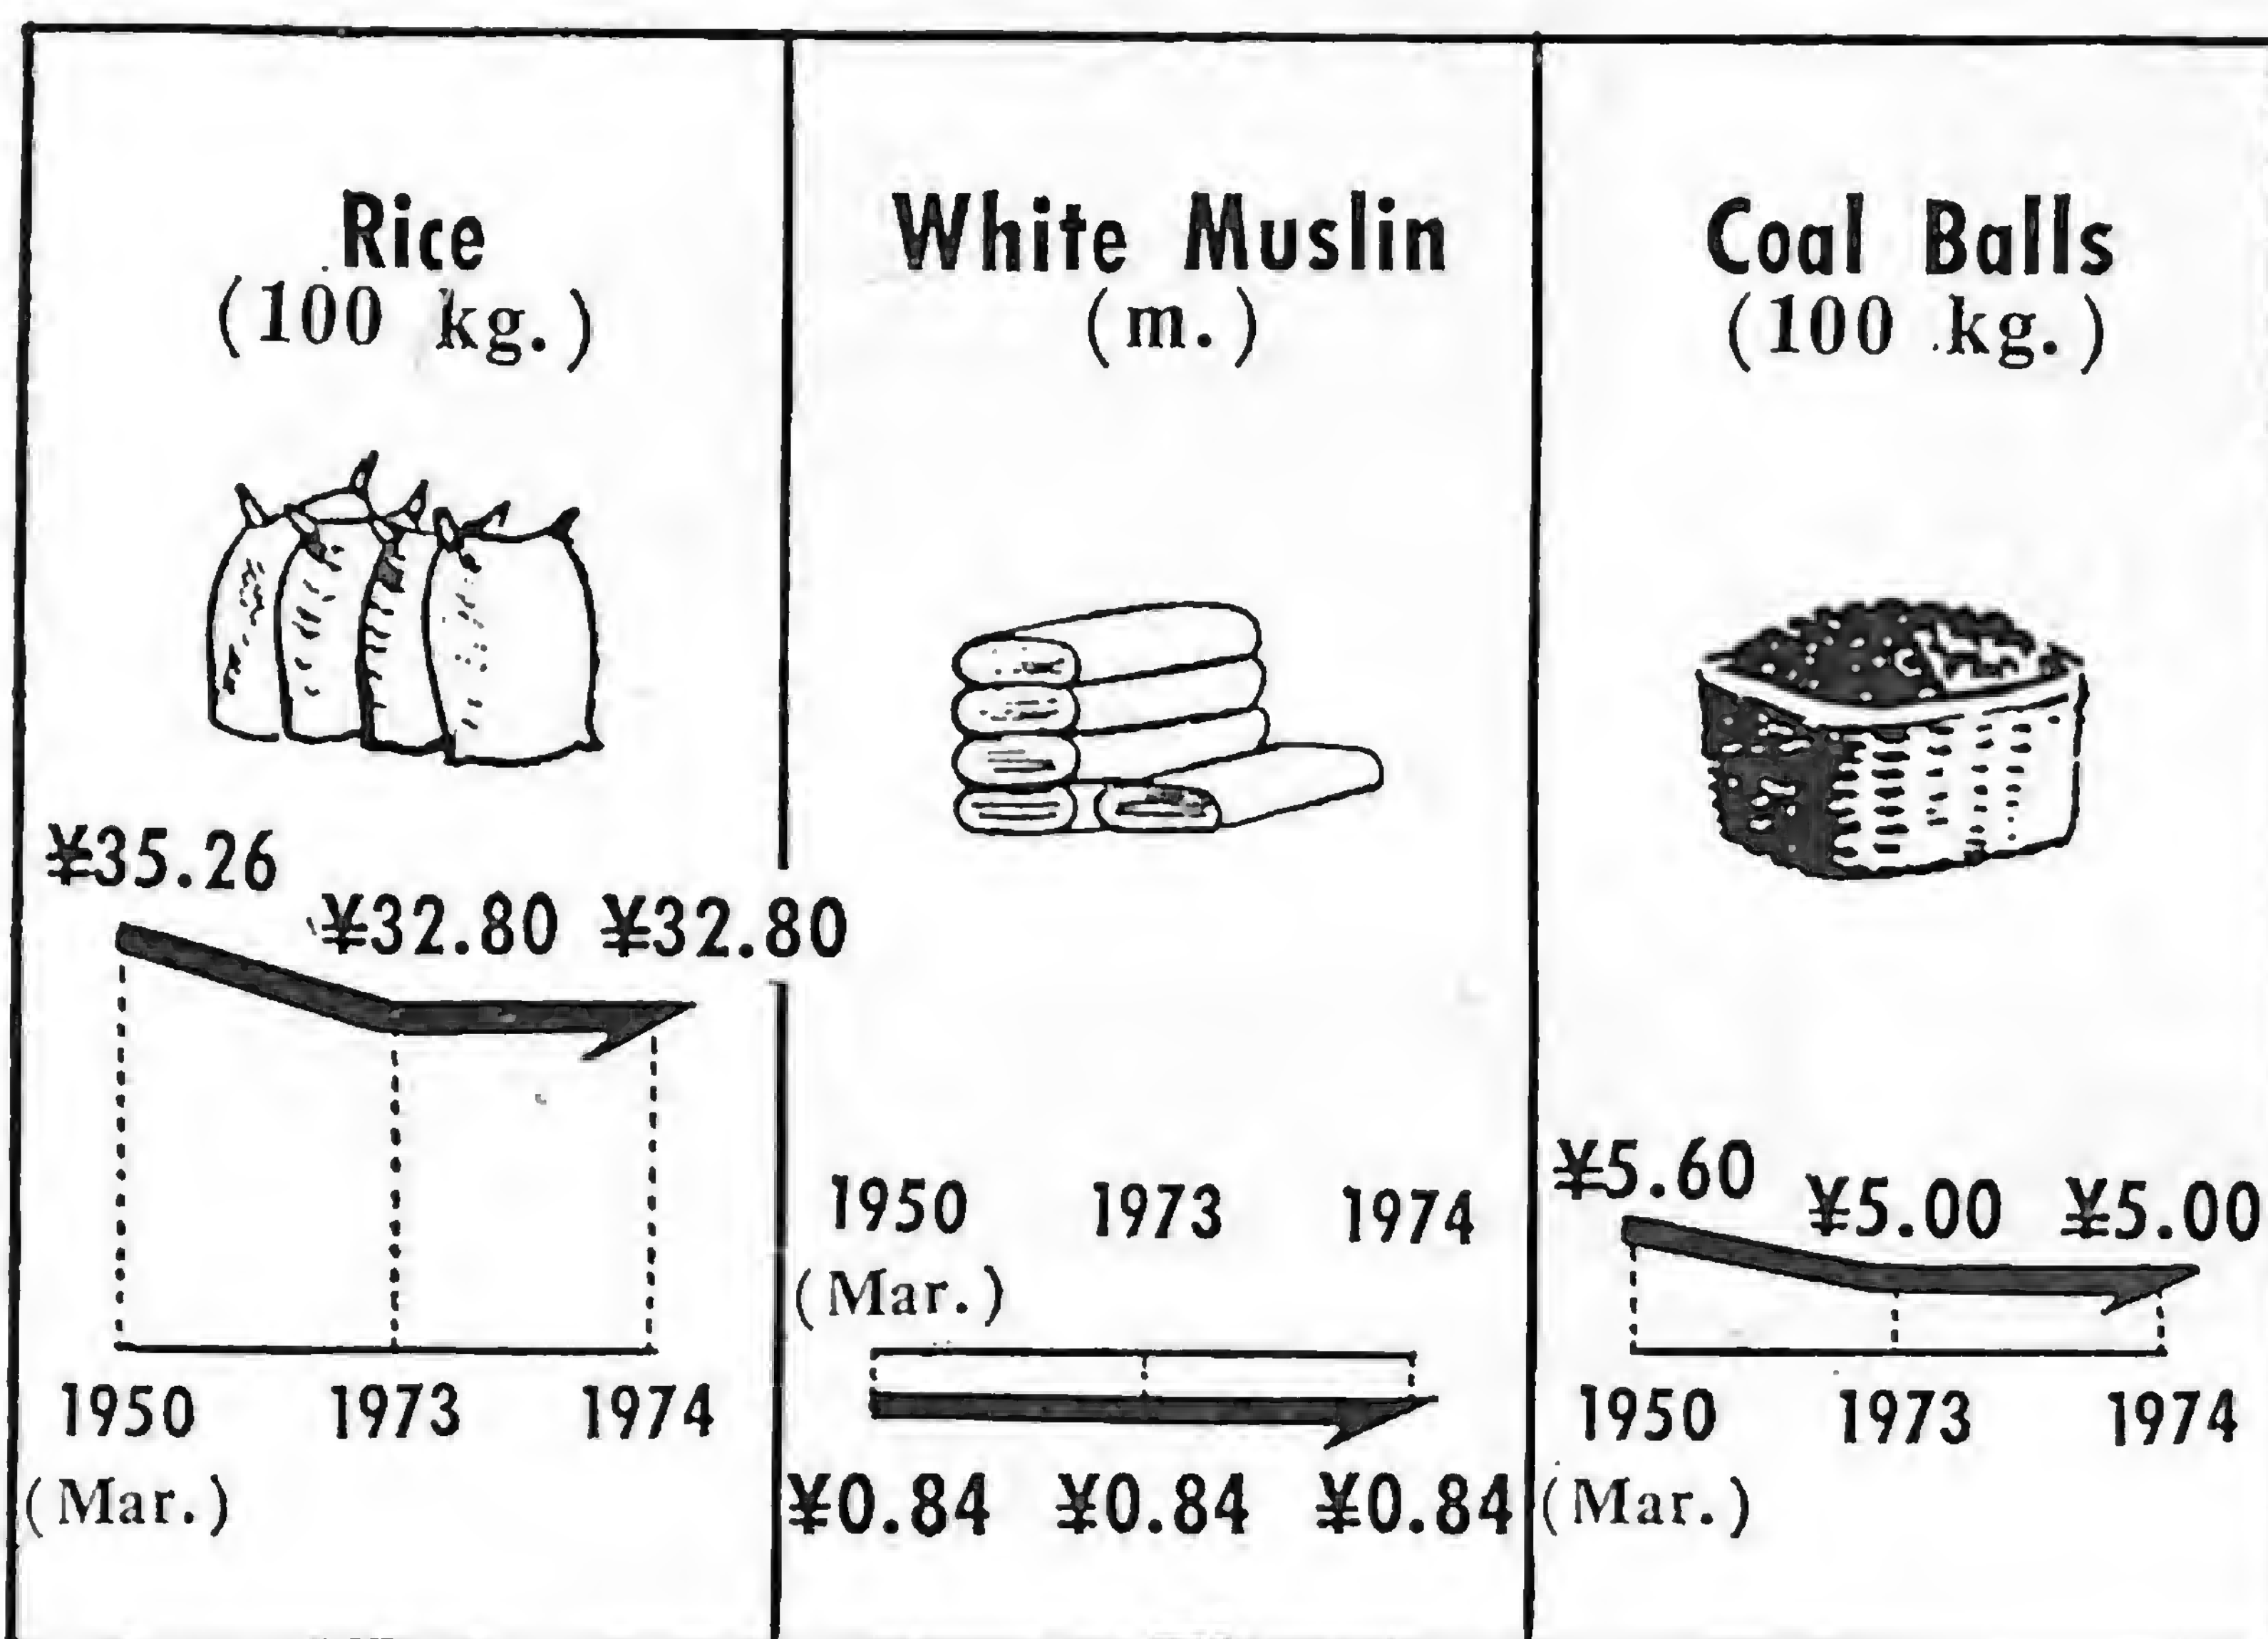 Rice
(100 kg.)
¥35.26
¥32.80 ¥32.80
1950 1973 1974
(Mar.)
White Muslin
(m.)
1950 1973 1974
(Mar.)
¥0.84 ¥0.84 ¥0.84
Coal Balls
(100 kg.)
¥5.60
¥5.00 ¥5.00
1950 1973 1974
(Mar.)